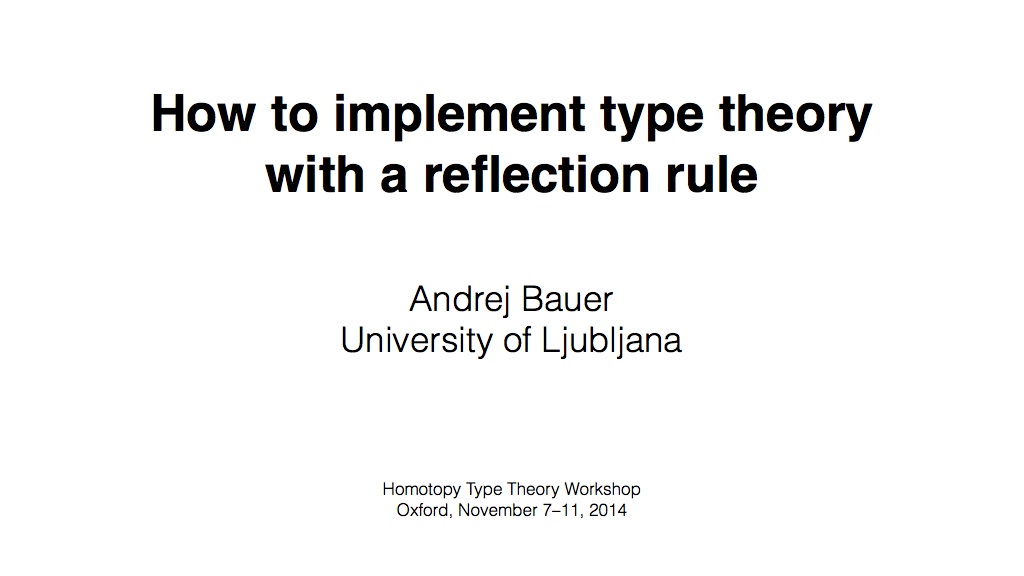 How to implement type theory
with a reflection rule
Andrej Bauer
University of Ljubljana
Homotopy Type Theory Workshop
Oxford, November 7–11, 2014